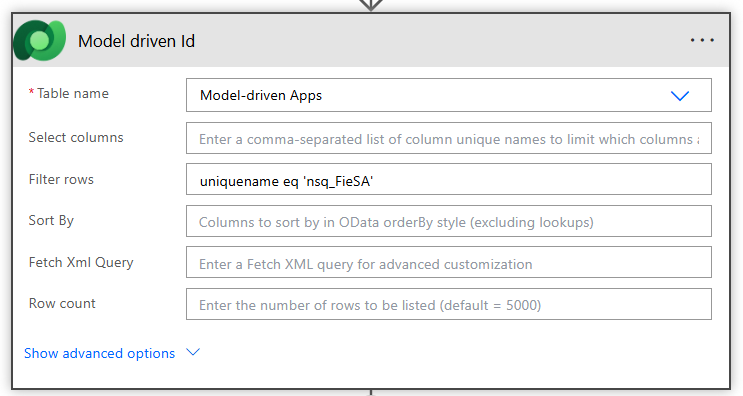 Model driven Id
...
* Table name
Model-driven Apps
Select columns
Enter a comma-separated list of column unique names to limit which columns a
Filter rows
uniquename eq 'nsq_FieSA'
Sort By
Columns to sort by in OData orderBy style (excluding lookups)
Fetch Xml Query
Enter a Fetch XML query for advanced customization
Row count
Enter the number of rows to be listed (default = 5000)
Show advanced options